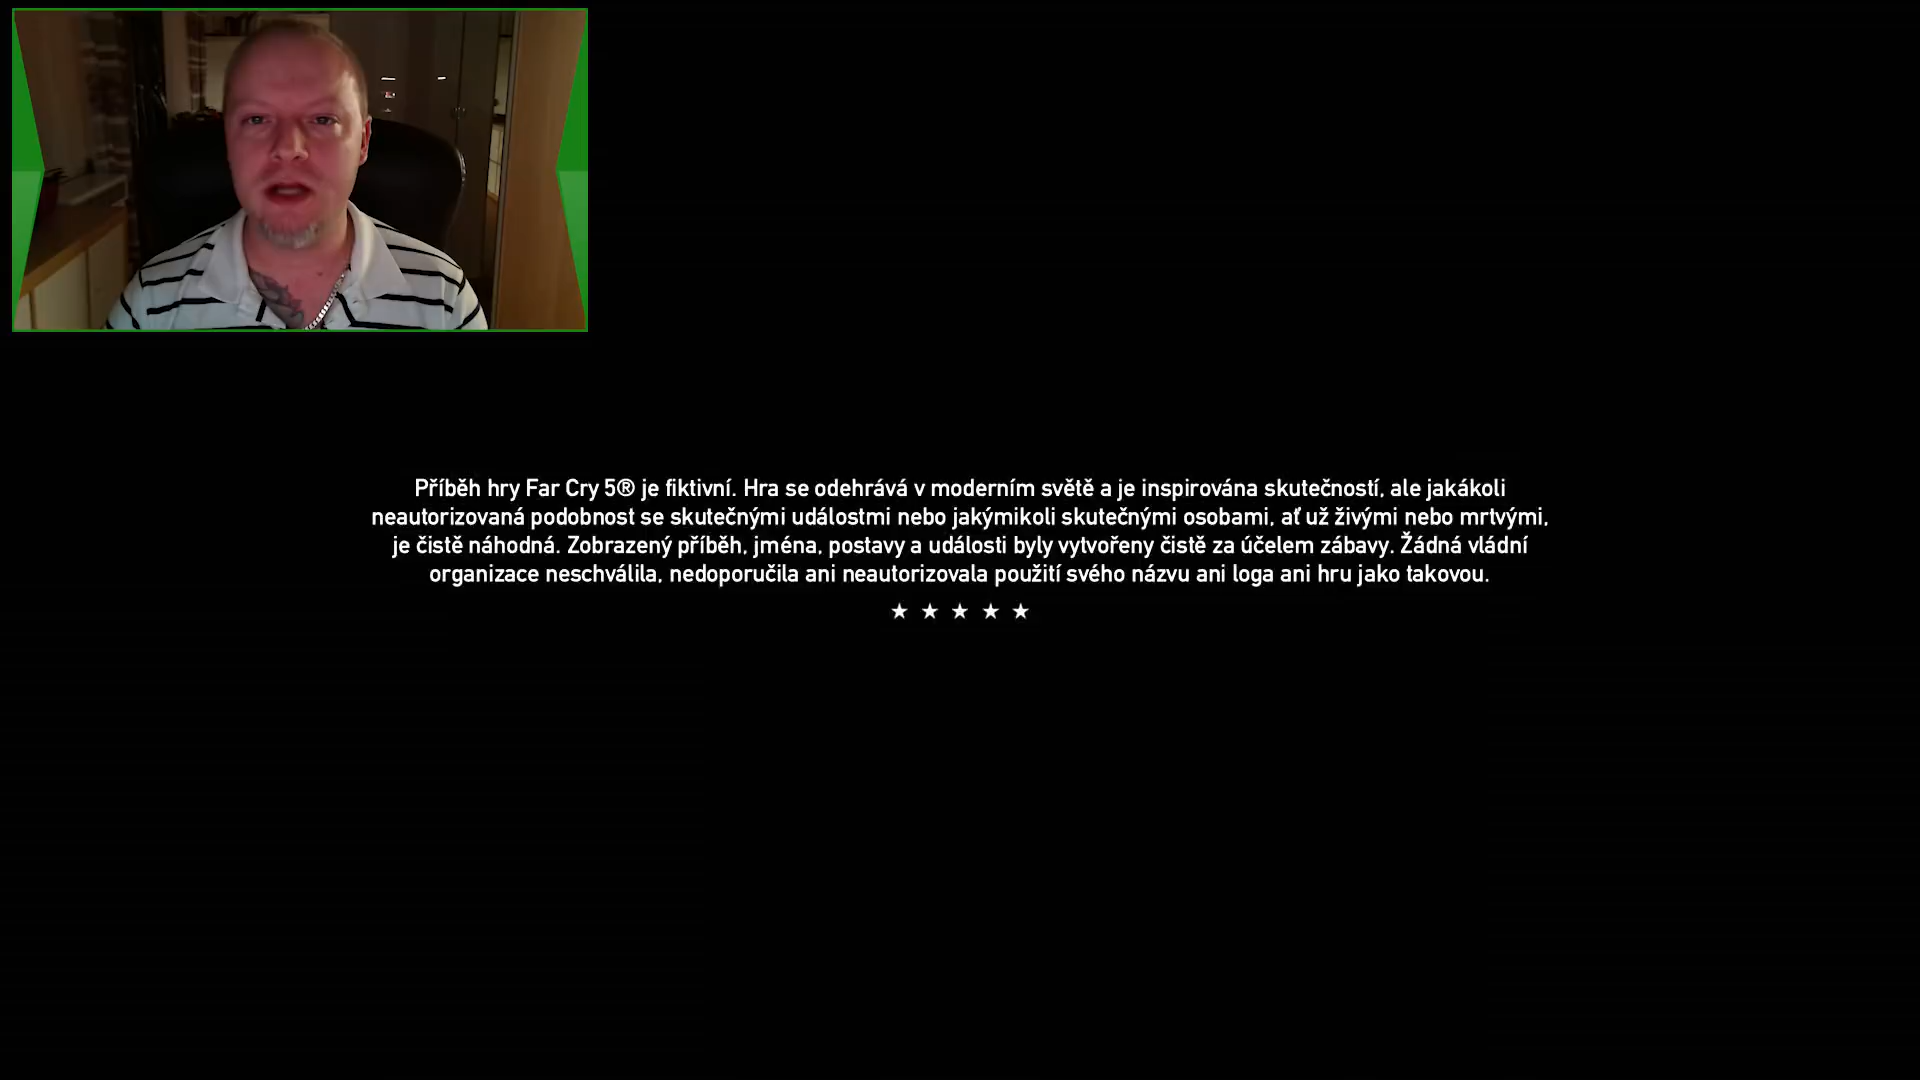 Příběh hry Far Cry 5® je fiktivní. Hra se odehrává v moderním světě a je inspirována skutečností, ale jakákoli
neautorizovaná podobnost se skutečnými událostmi nebo jakýmikoli skutečnými osobami, ať už živými nebo mrtvými,
je čistě náhodná. Zobrazený příběh, jména, postavy a události byly vytvořeny čistě za účelem zábavy. Žádná vládní
organizace neschválila, nedoporučila ani neautorizovala použití svého názvu ani loga ani hru jako takovou.
★ ★ ★ ★ ★